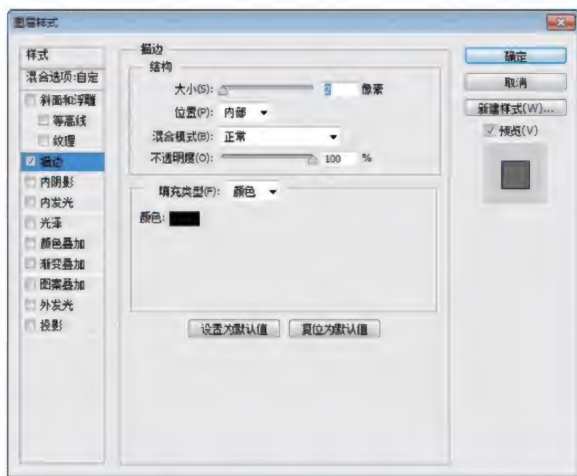 图层样式
样式
混合选项:自定
斜面和浮雕
等高线
纹理
描边
内阴影
内发光
光泽
颜色叠加
渐变叠加
图案叠加
外发光
投影
描边
结构
大小(S): 2 像素
位置(P): 内部
混合模式(B): 正常
不透明度(O): 100 %
填充类型(F): 颜色
颜色:
设置为默认值 复位为默认值
确定
取消
新建样式(W)...
预览(V)